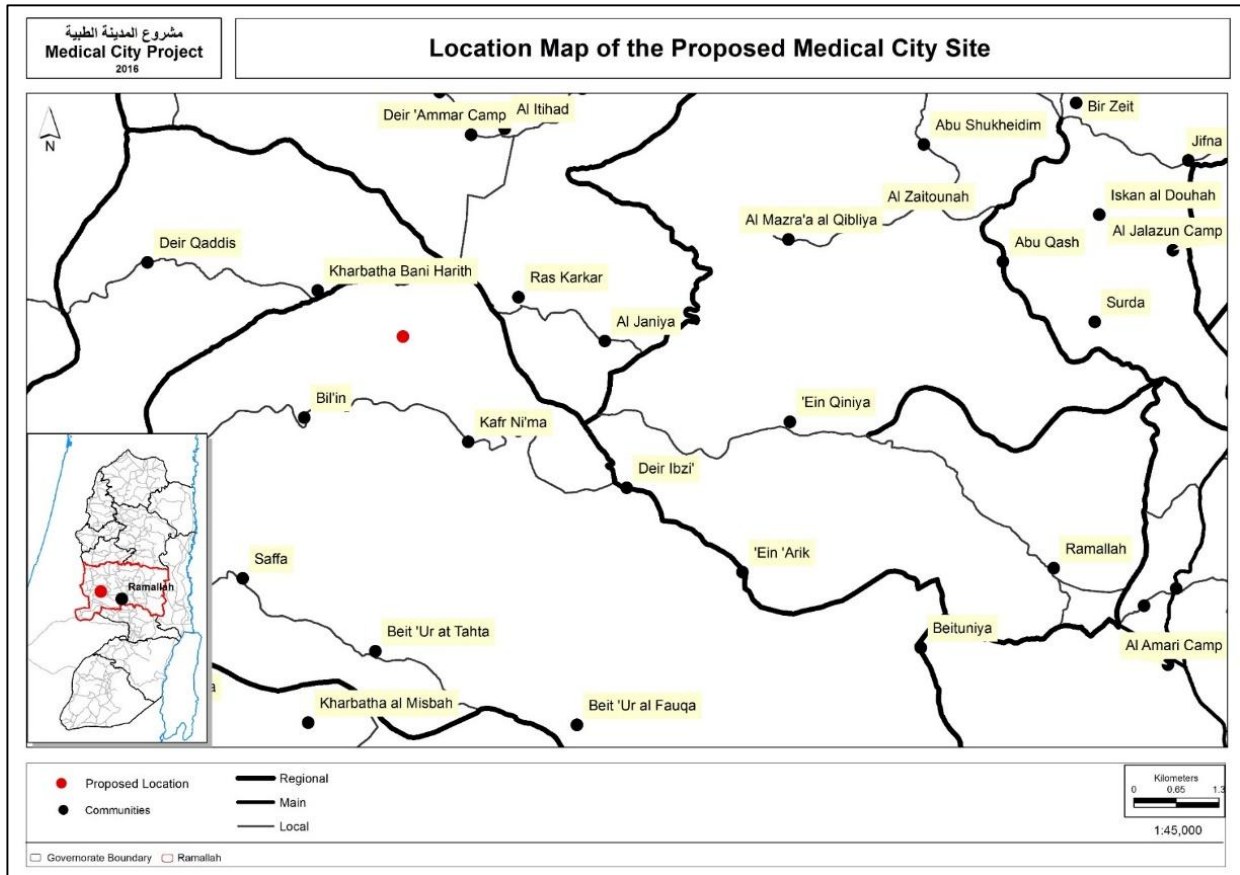 مشروع المدينة الطبية
Medical City Project
2016
Location Map of the Proposed Medical City Site
N
Deir 'Ammar Camp
Al Itihad
Bir Zeit
Abu Shukheidim
Jifna
Al Zaitounah
Iskan al Douhah
Al Mazra'a al Qibliya
Al Jalazun Camp
Deir Qaddis
Abu Qash
Kharbatha Bani Harith
Ras Karkar
Surda
Al Janiya
Bil'in
'Ein Qiniya
Kafr Ni'ma
Deir Ibzi'
Saffa
'Ein 'Arik
Ramallah
Ramallah
Beit 'Ur at Tahta
Beituniya
Al Amari Camp
Kharbatha al Misbah
Beit 'Ur al Fauqa
Proposed Location
Communities
Regional
Main
Local
Kilometers
0 0.65 1.3
1:45,000
Governorate Boundary Ramallah